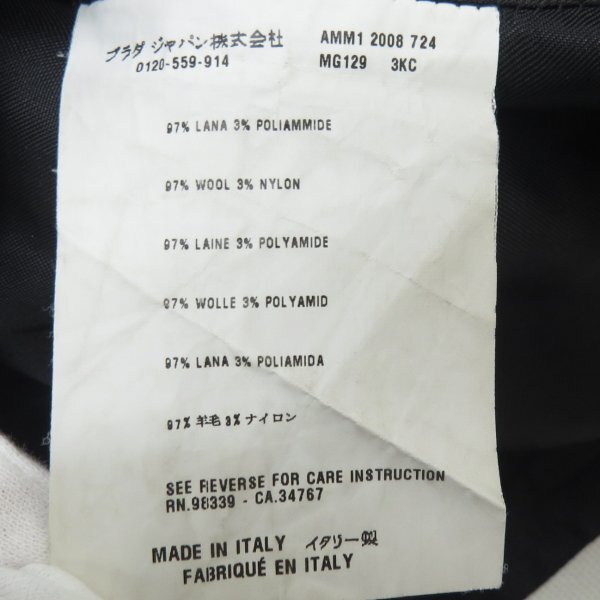 プラダ ジャパン株式会社 AMM1 2008 724
0120-559-914 MG129 3KC
97% LANA 3% POLIAMMIDE
97% WOOL 3% NYLON
97% LAINE 3% POLYAMIDE
97% WOLLE 3% POLYAMID
97% LANA 3% POLIAMIDA
97% 羊毛 3% ナイロン
SEE REVERSE FOR CARE INSTRUCTION
RN.98339 - CA.34767
MADE IN ITALY イタリー製
FABRIQUÉ EN ITALY